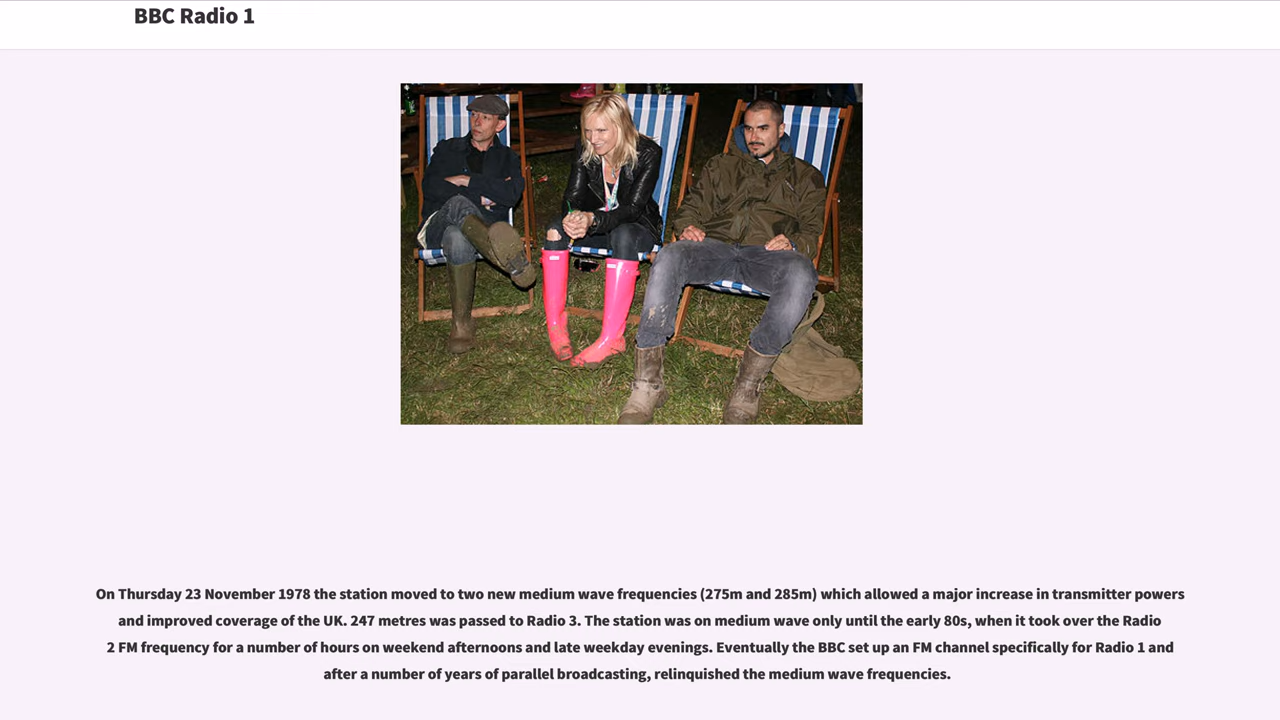 BBC Radio 1
On Thursday 23 November 1978 the station moved to two new medium wave frequencies (275m and 285m) which allowed a major increase in transmitter powers
and improved coverage of the UK. 247 metres was passed to Radio 3. The station was on medium wave only until the early 80s, when it took over the Radio
2 FM frequency for a number of hours on weekend afternoons and late weekday evenings. Eventually the BBC set up an FM channel specifically for Radio 1 and
after a number of years of parallel broadcasting, relinquished the medium wave frequencies.